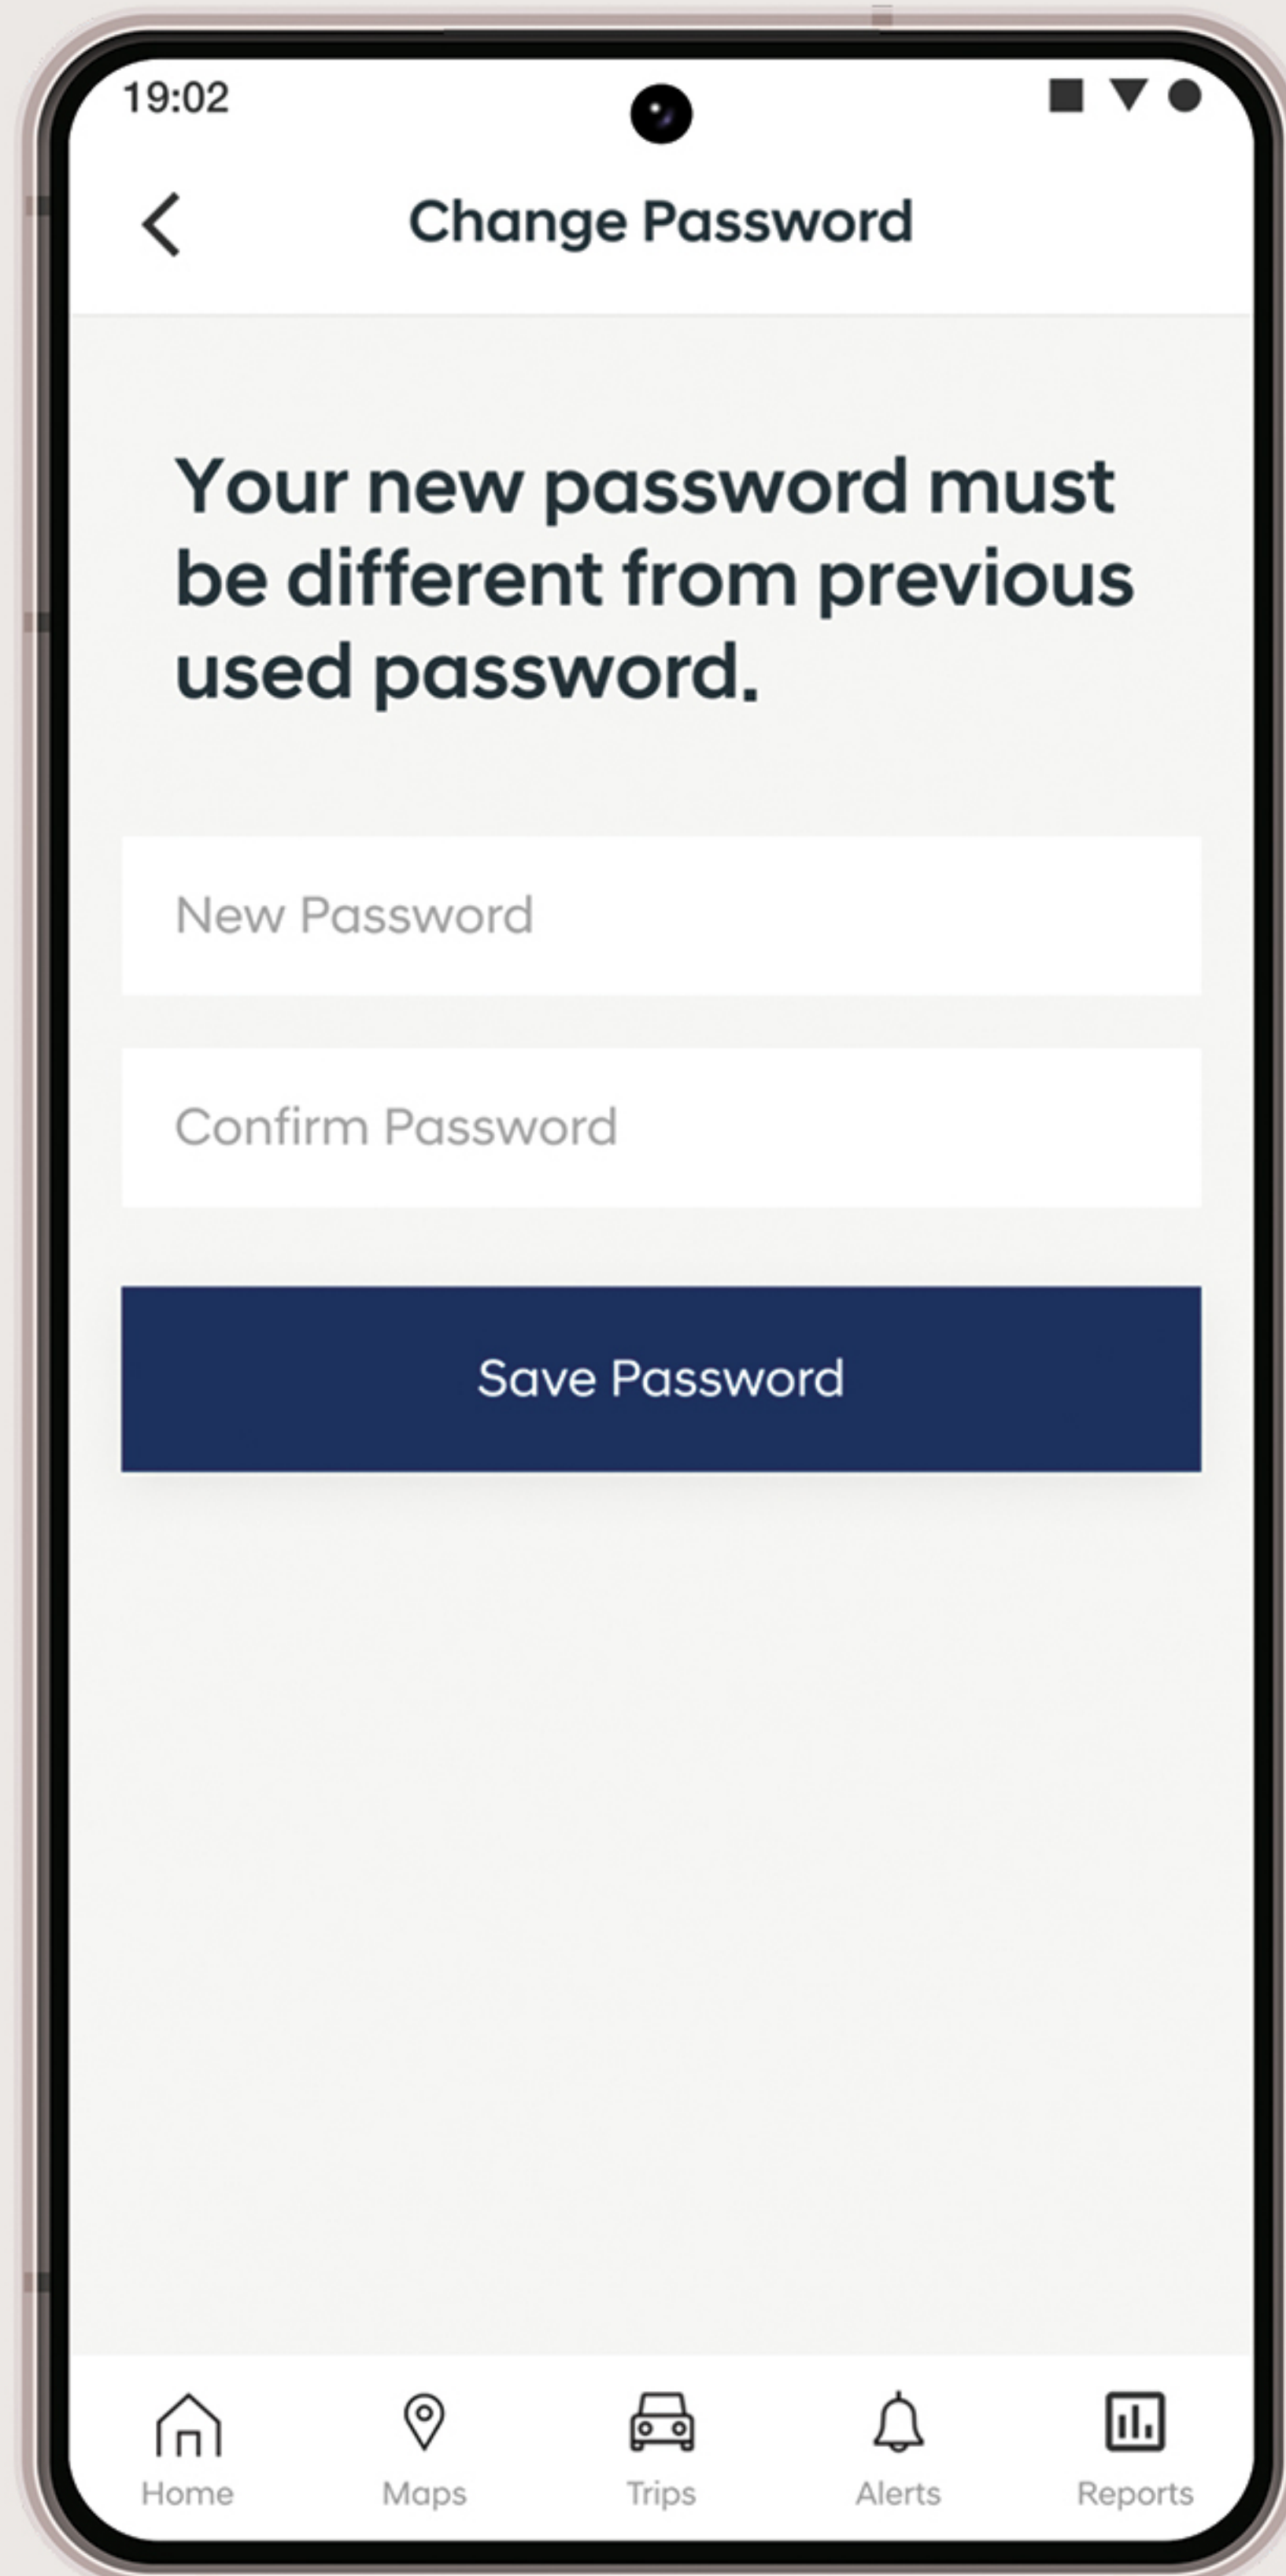 19:02
Change Password
Your new password must
be different from previous
used password.
New Password
Confirm Password
Save Password
Home Maps Trips Alerts Reports